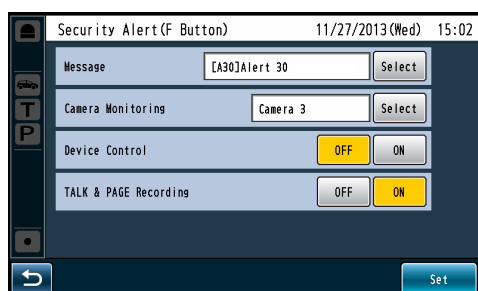 Security Alert(F Button) 11/27/2013(Wed) 15:02
Message [A30]Alert 30 Select
Camera Monitoring Camera 3 Select
T
P
Device Control OFF ON
TALK & PAGE Recording OFF ON
Set